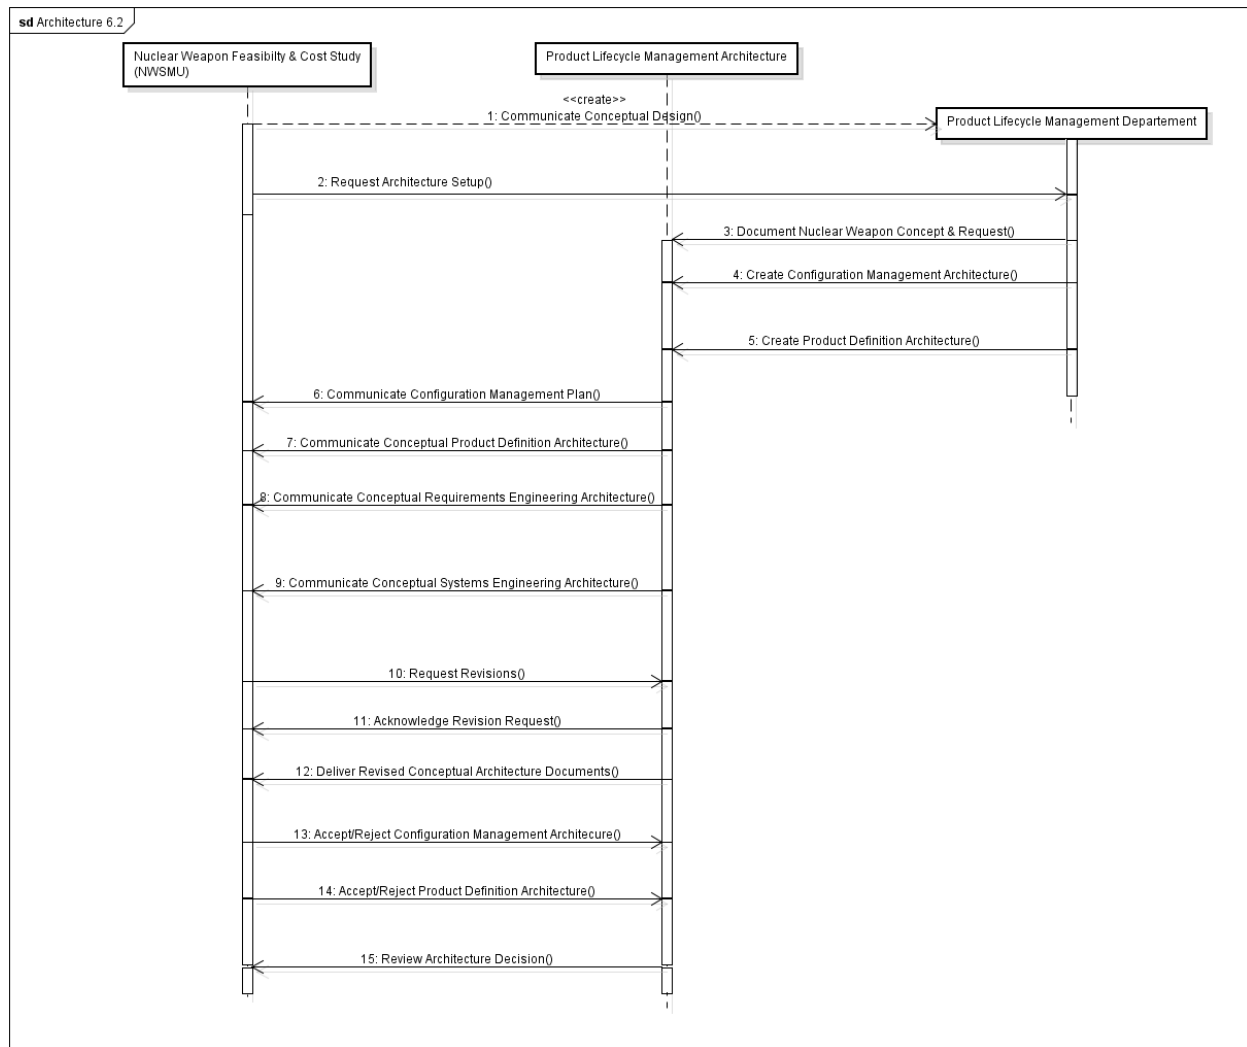 sd Architecture 6.2
Nuclear Weapon Feasibilty & Cost Study
(NWSMU)
Product Lifecycle Management Architecture
<<create>>
1: Communicate Conceptual Design()
Product Lifecycle Management Departement
2: Request Architecture Setup()
3: Document Nuclear Weapon Concept & Request()
4: Create Configuration Management Architecture()
5: Create Product Definition Architecture()
6: Communicate Configuration Management Plan()
7: Communicate Conceptual Product Definition Architecture()
8: Communicate Conceptual Requirements Engineering Architecture()
9: Communicate Conceptual Systems Engineering Architecture()
10: Request Revisions()
11: Acknowledge Revision Request()
12: Deliver Revised Conceptual Architecture Documents()
13: Accept/Reject Configuration Management Architecure()
14: Accept/Reject Product Definition Architecture()
15: Review Architecture Decision()